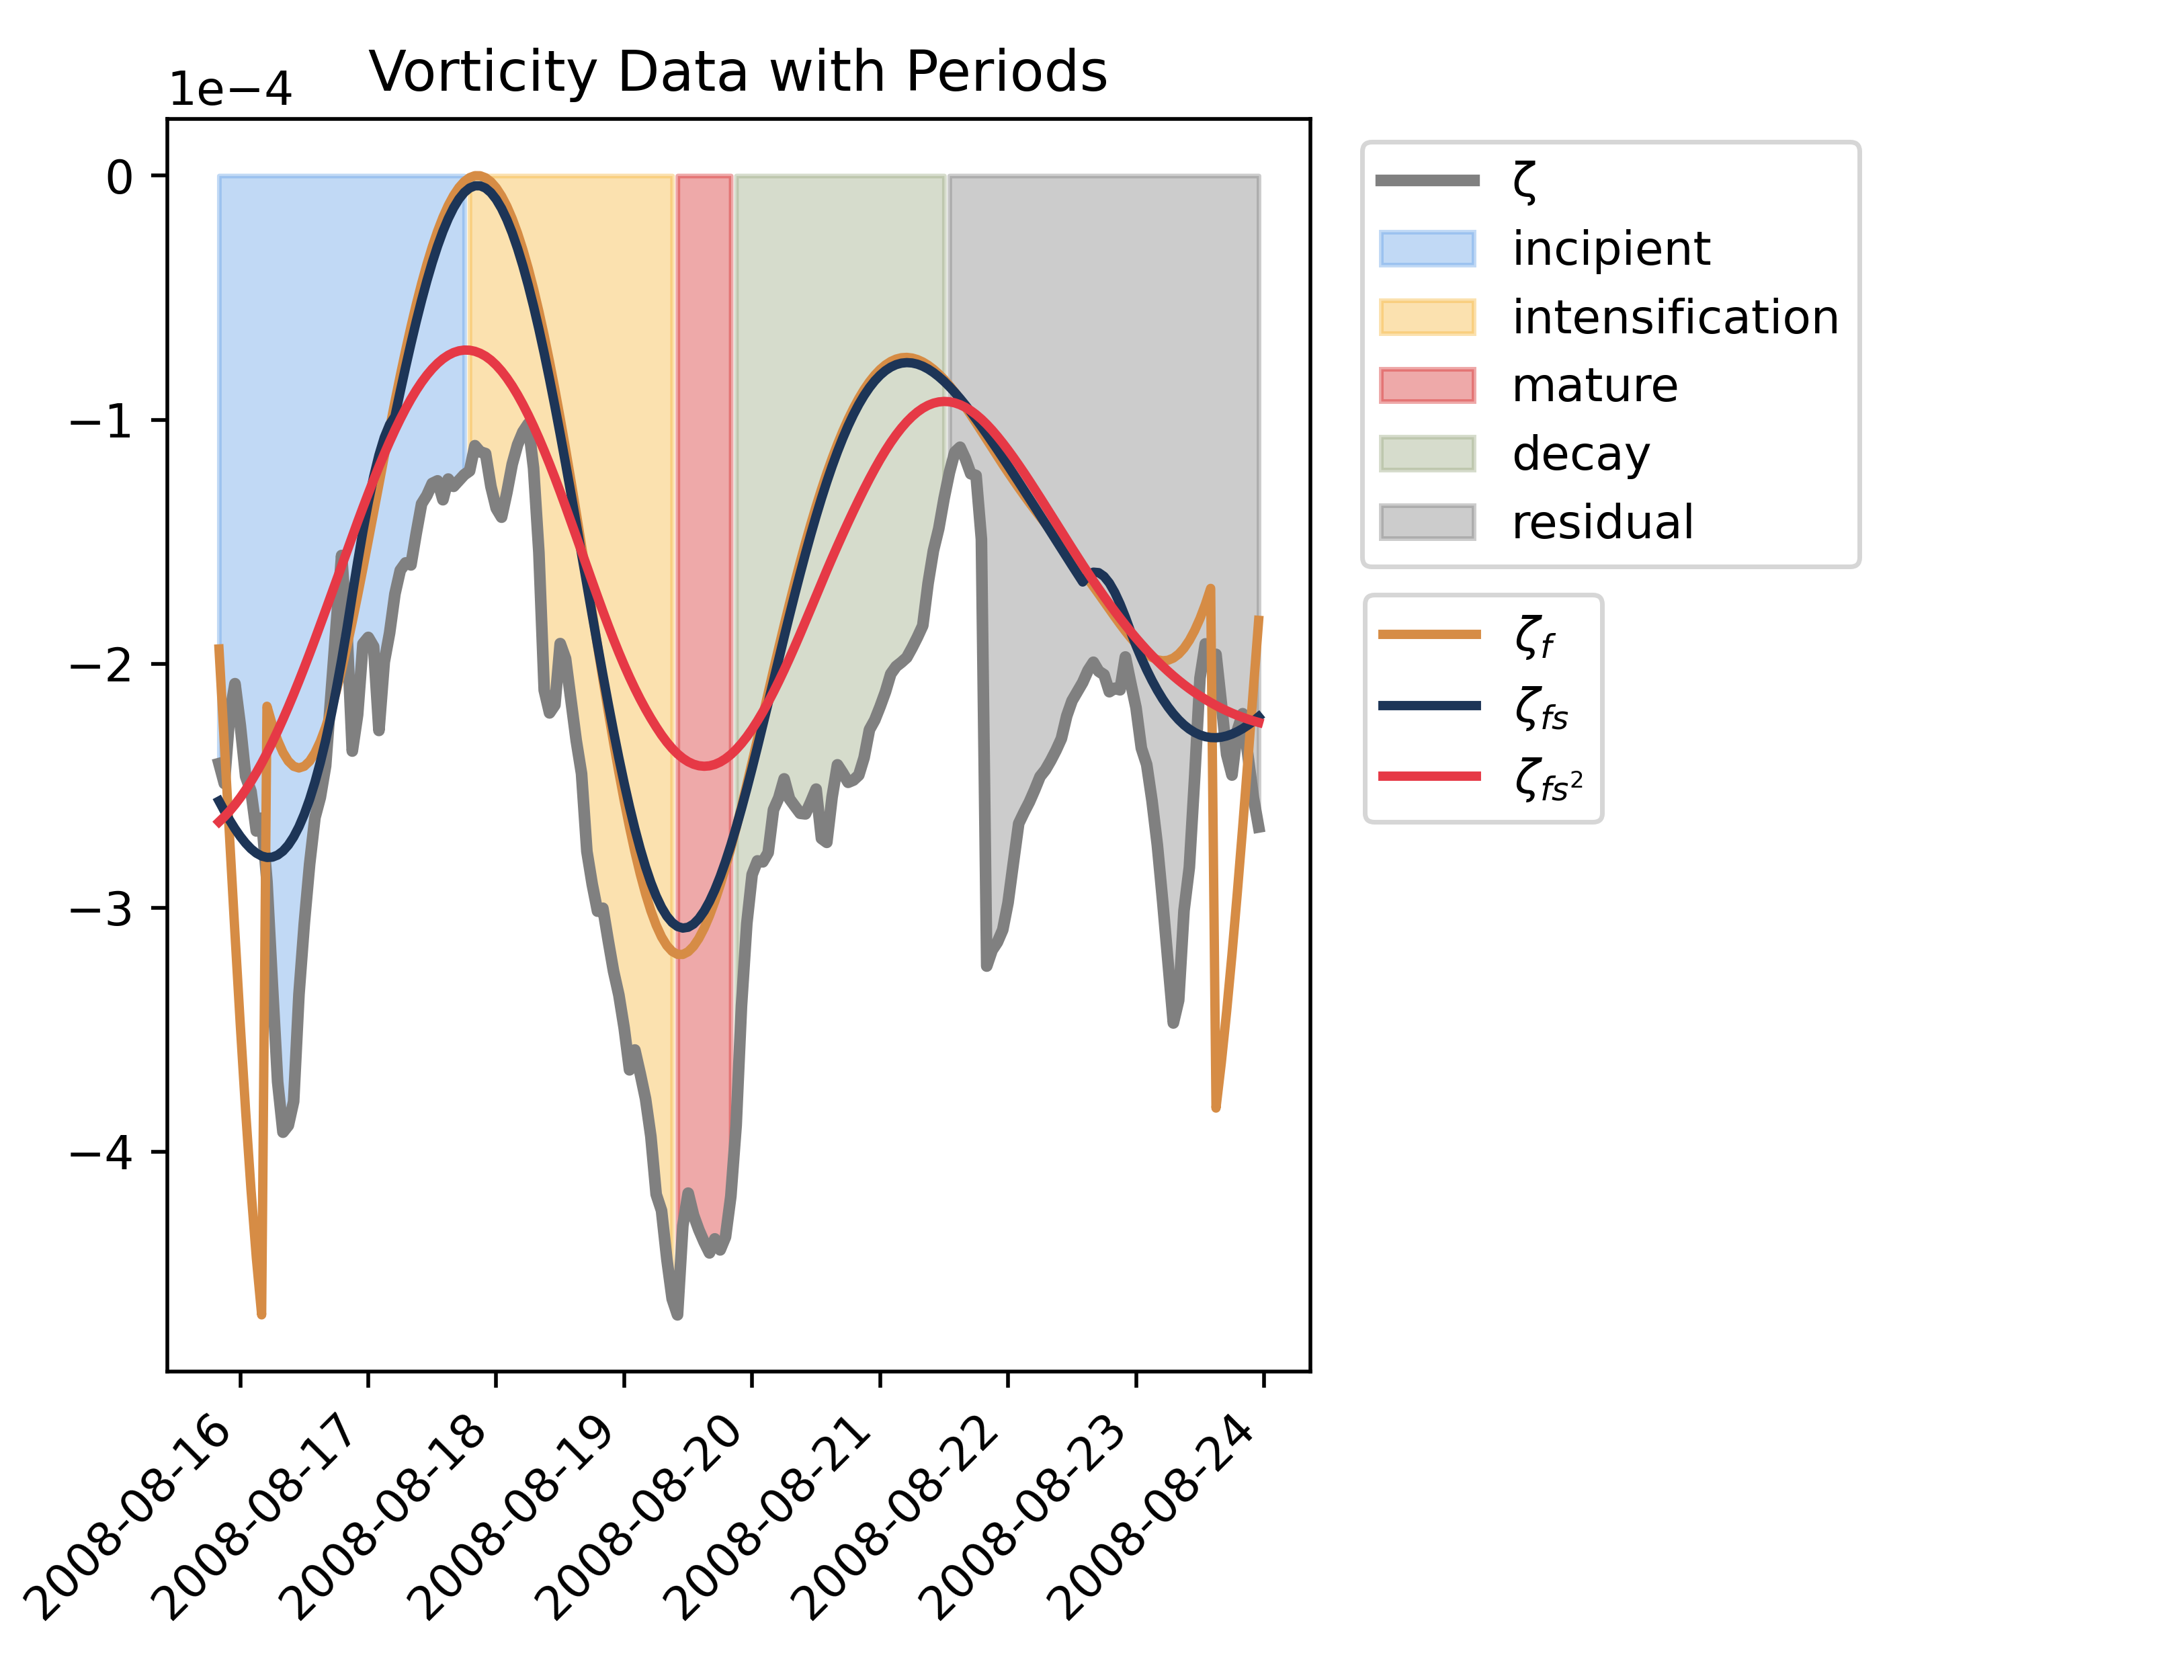 Vorticity Data with Periods
1e−4
0
−1
−2
−3
−4
2008-08-16
2008-08-17
2008-08-18
2008-08-19
2008-08-20
2008-08-21
2008-08-22
2008-08-23
2008-08-24
ζ
incipient
intensification
mature
decay
residual
ζf
ζfs
ζfs²